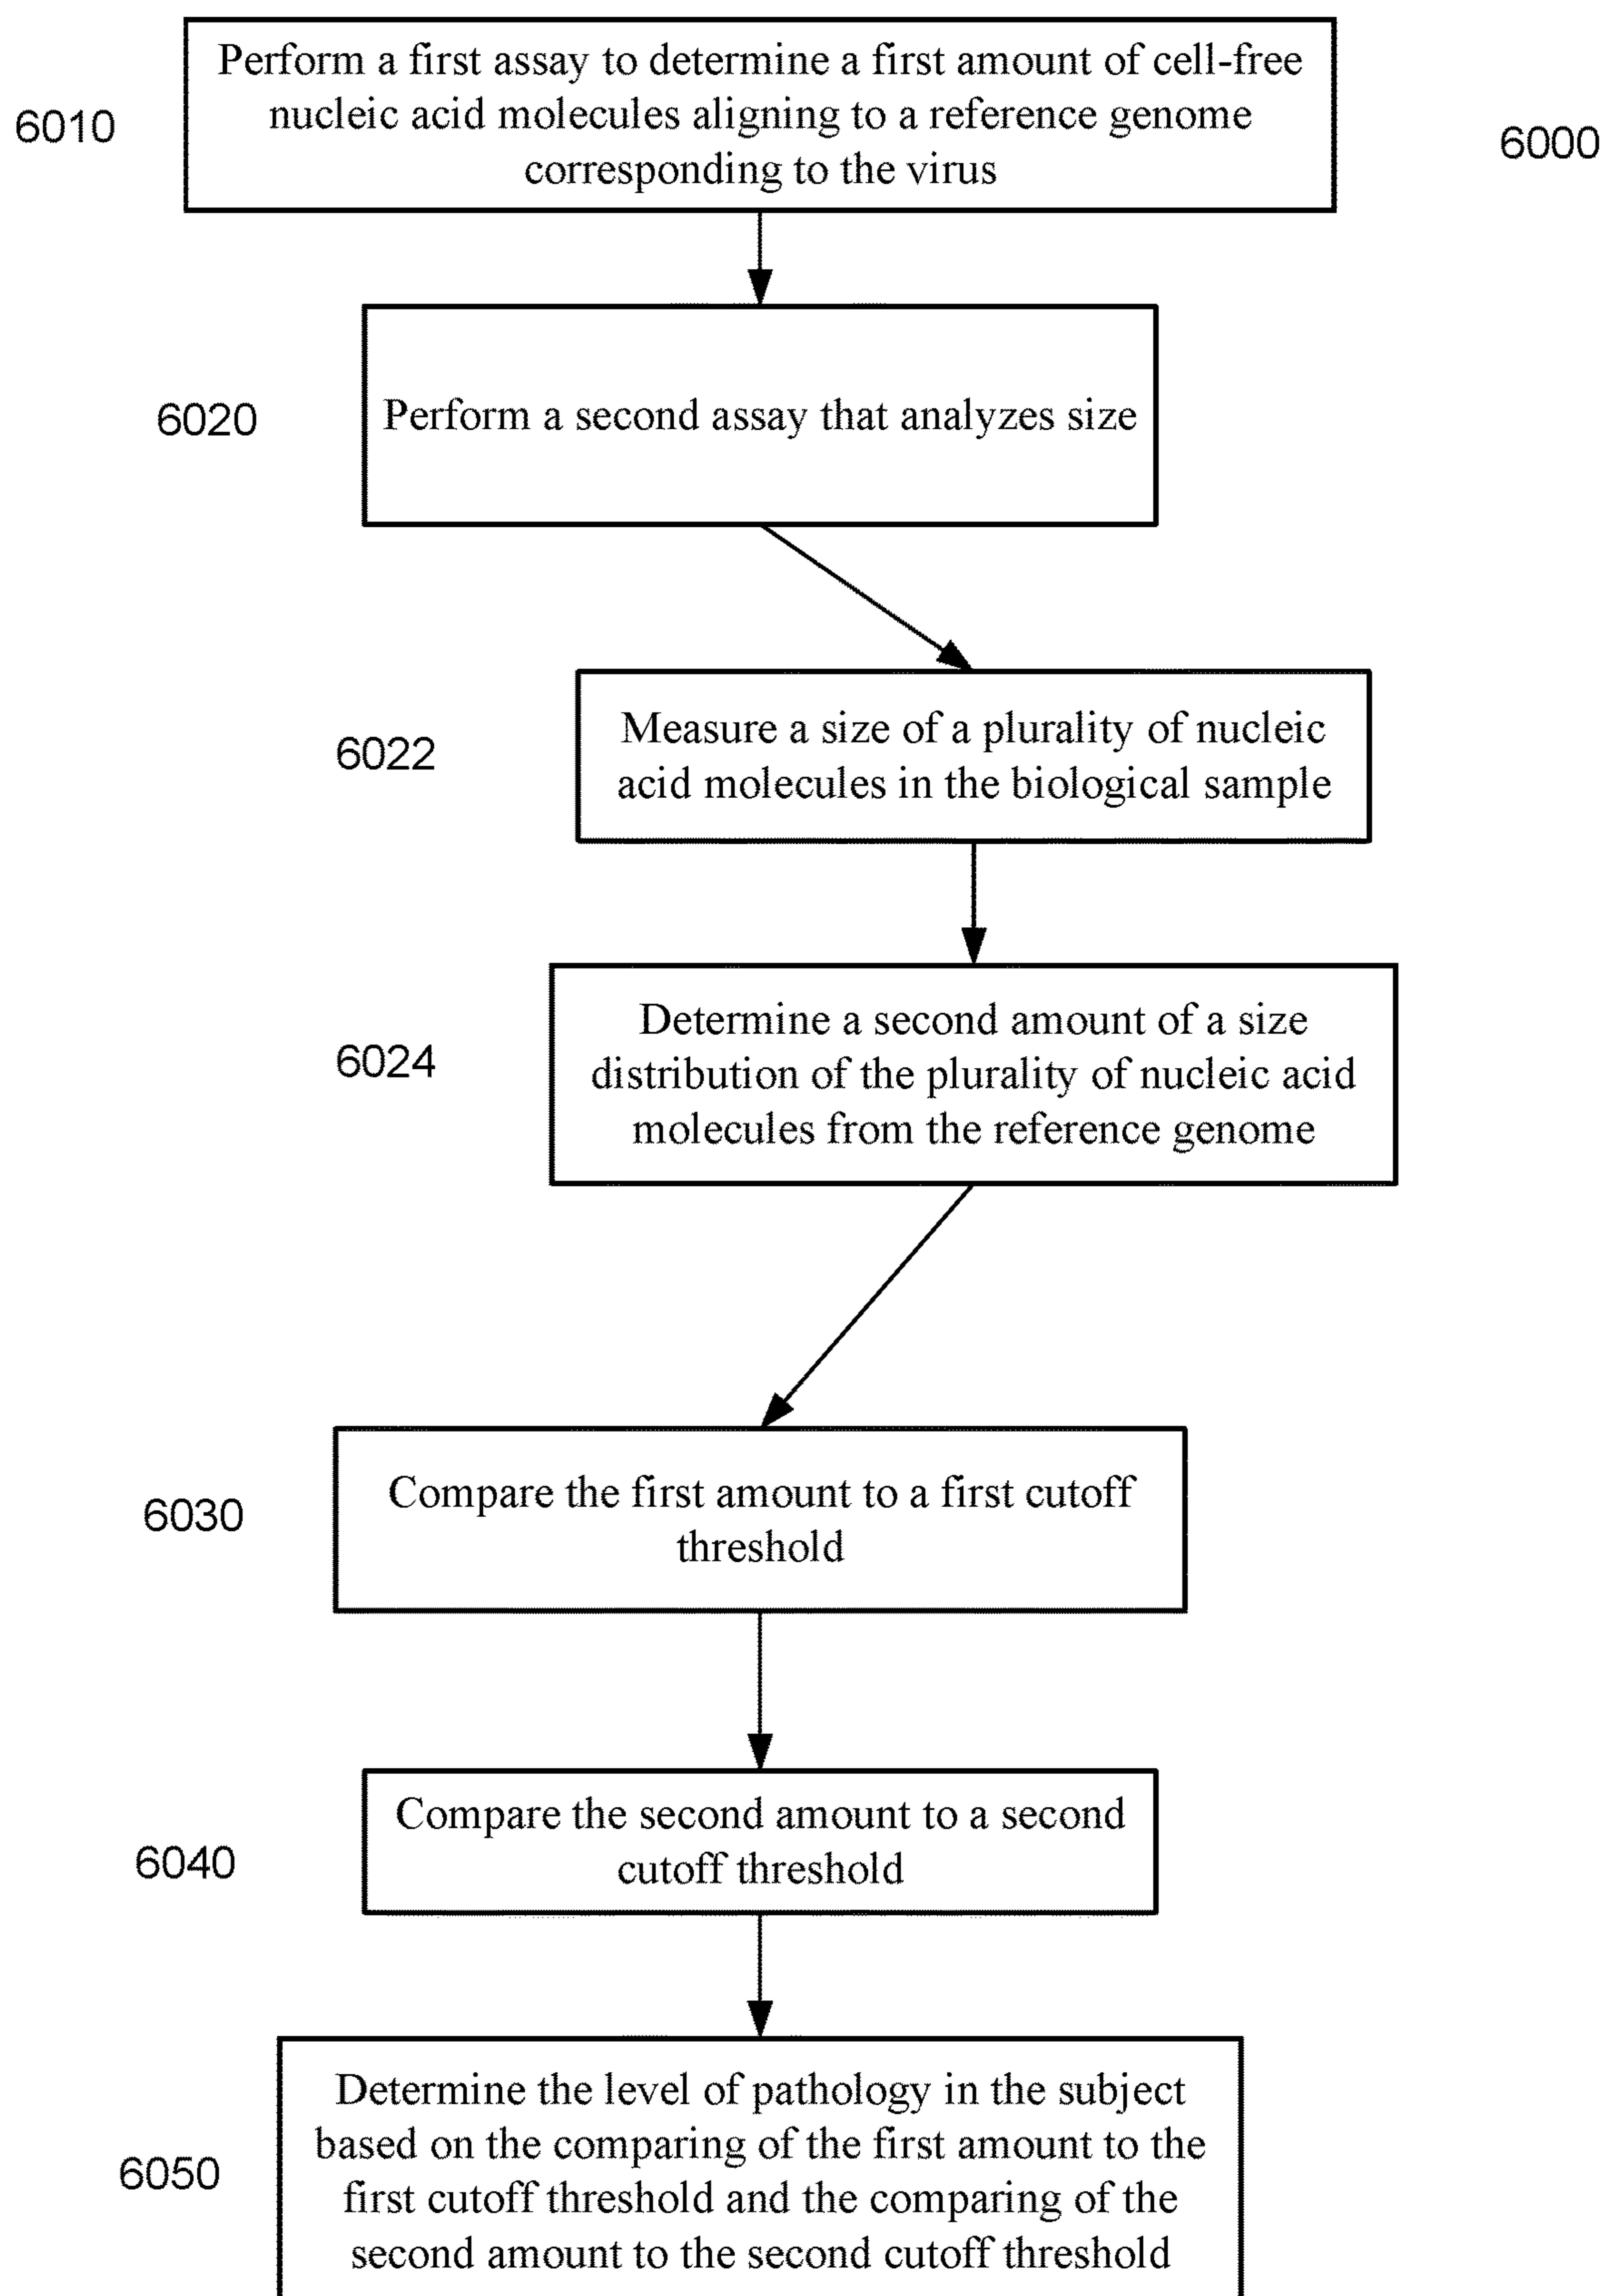 Perform a first assay to determine a first amount of cell-free
nucleic acid molecules aligning to a reference genome
corresponding to the virus
6010
6000
Perform a second assay that analyzes size
6020
Measure a size of a plurality of nucleic
acid molecules in the biological sample
6022
Determine a second amount of a size
distribution of the plurality of nucleic acid
molecules from the reference genome
6024
Compare the first amount to a first cutoff
threshold
6030
Compare the second amount to a second
cutoff threshold
6040
Determine the level of pathology in the subject
based on the comparing of the first amount to the
first cutoff threshold and the comparing of the
second amount to the second cutoff threshold
6050